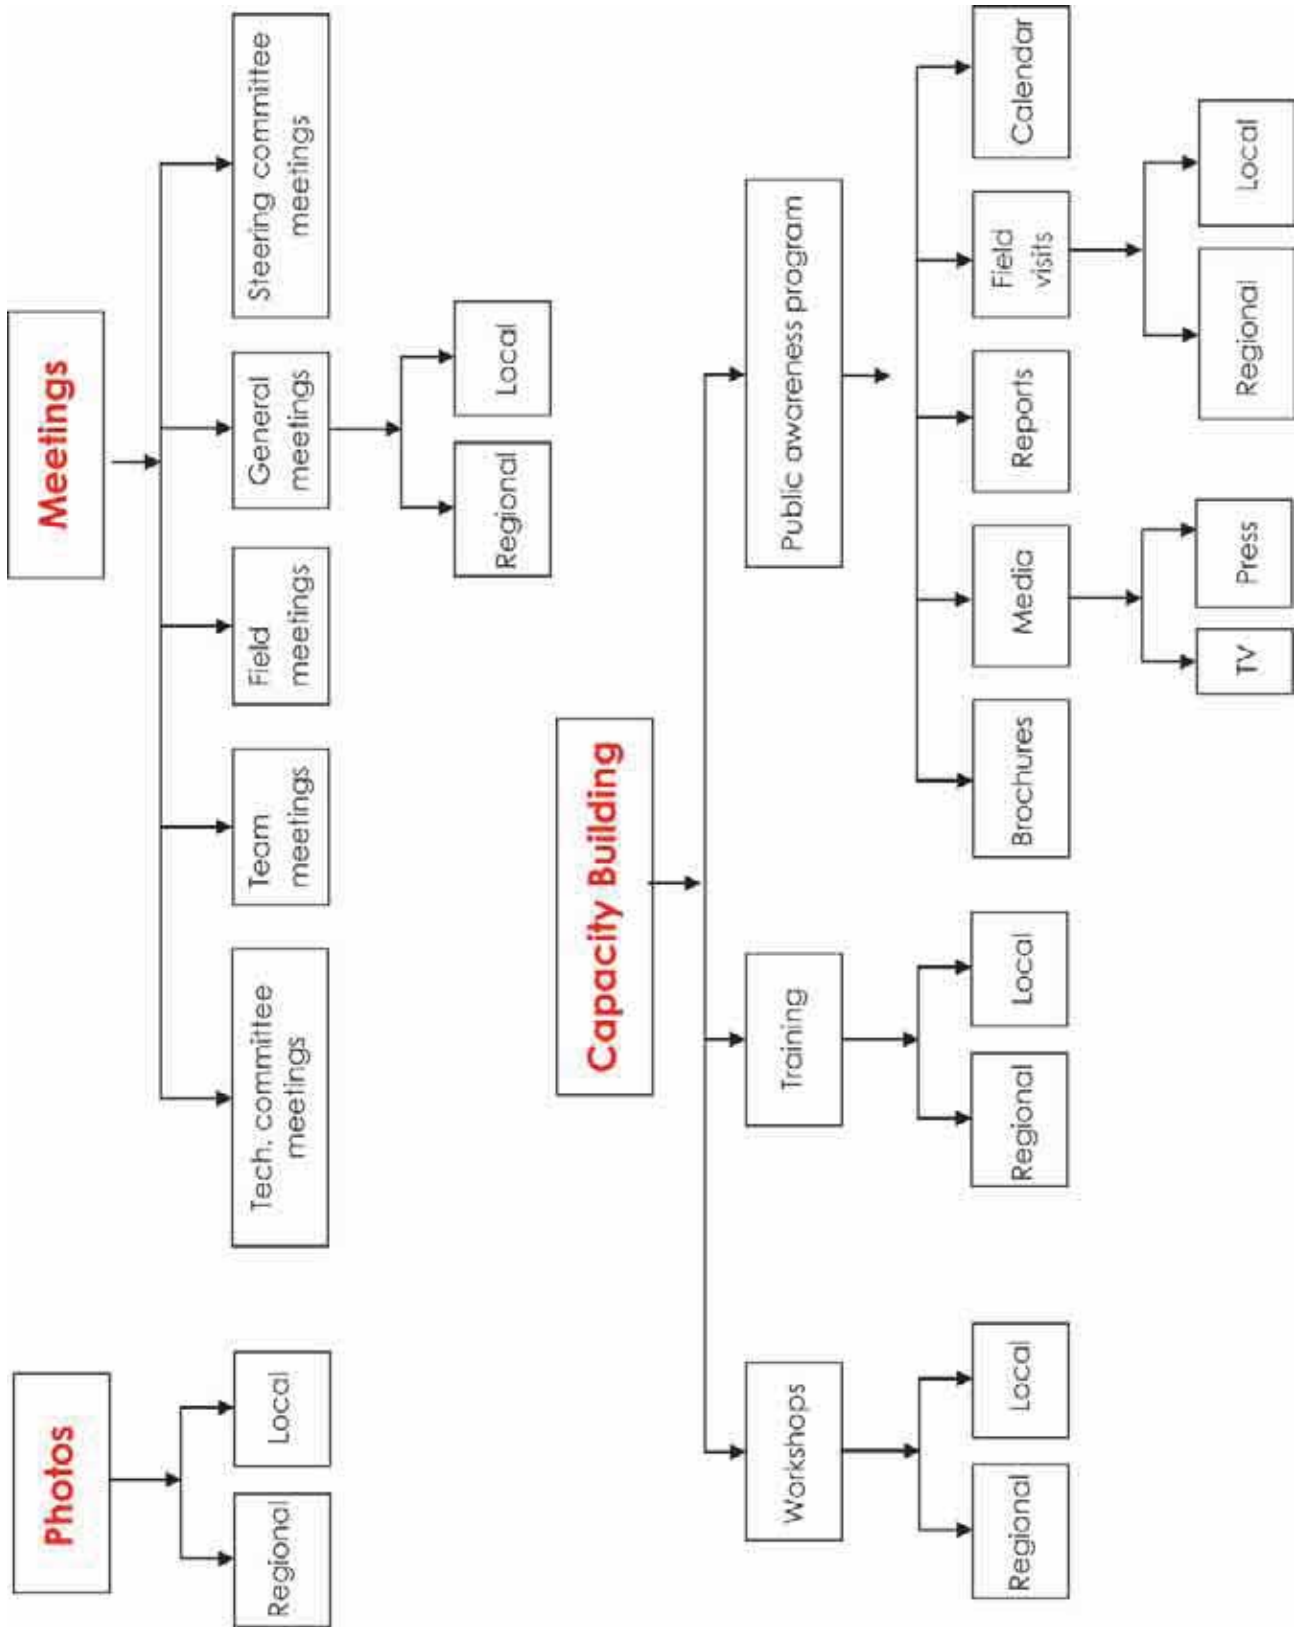 Photos
Regional
Local
Meetings
Tech. committee
meetings
Team
meetings
Field
meetings
General
meetings
Steering committee
meetings
Regional
Local
Capacity Building
Workshops
Training
Public awareness program
Regional
Local
Regional
Local
Brochures
Media
Reports
Field
visits
Calendar
TV
Press
Regional
Local